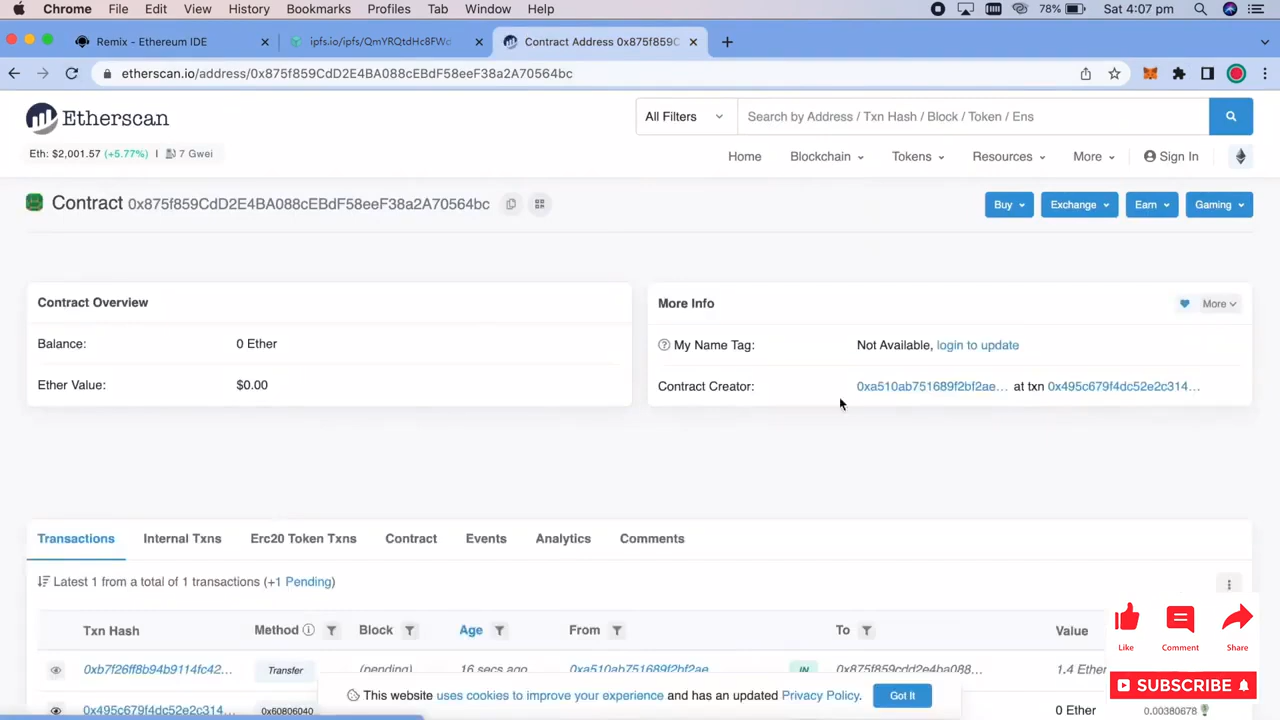 Chrome File Edit View History Bookmarks Profiles Tab Window Help 78% Sat 4:07 pm
Remix - Ethereum IDE ipfs.io/ipfs/QmYRQtdHc8FWd Contract Address 0x875f859C
etherscan.io/address/0x875f859CdD2E4BA088cEBdF58eeF38a2A70564bc
Etherscan All Filters Search by Address / Txn Hash / Block / Token / Ens
Eth: $2,001.57 (+5.77%) | 7 Gwei Home Blockchain Tokens Resources More Sign In
Contract 0x875f859CdD2E4BA088cEBdF58eeF38a2A70564bc Buy Exchange Earn Gaming
Contract Overview
Balance: 0 Ether
Ether Value: $0.00
More Info More
My Name Tag: Not Available, login to update
Contract Creator: 0xa510ab751689f2bf2ae... at txn 0x495c679f4dc52e2c314...
Transactions Internal Txns Erc20 Token Txns Contract Events Analytics Comments
Latest 1 from a total of 1 transactions (+1 Pending)
Txn Hash Method Block Age From To Value
0xb7f26ff8b94b9114fc42... Transfer (pending) 16 secs ago 0xa510ab751689f2bf2ae IN 0x875f859cdd2e4ba088... 1.4 Ether
0x495c679f4dc52e2c314... 0x60806040 0 Ether 0.00380678
This website uses cookies to improve your experience and has an updated Privacy Policy. Got It
Like Comment Share
SUBSCRIBE